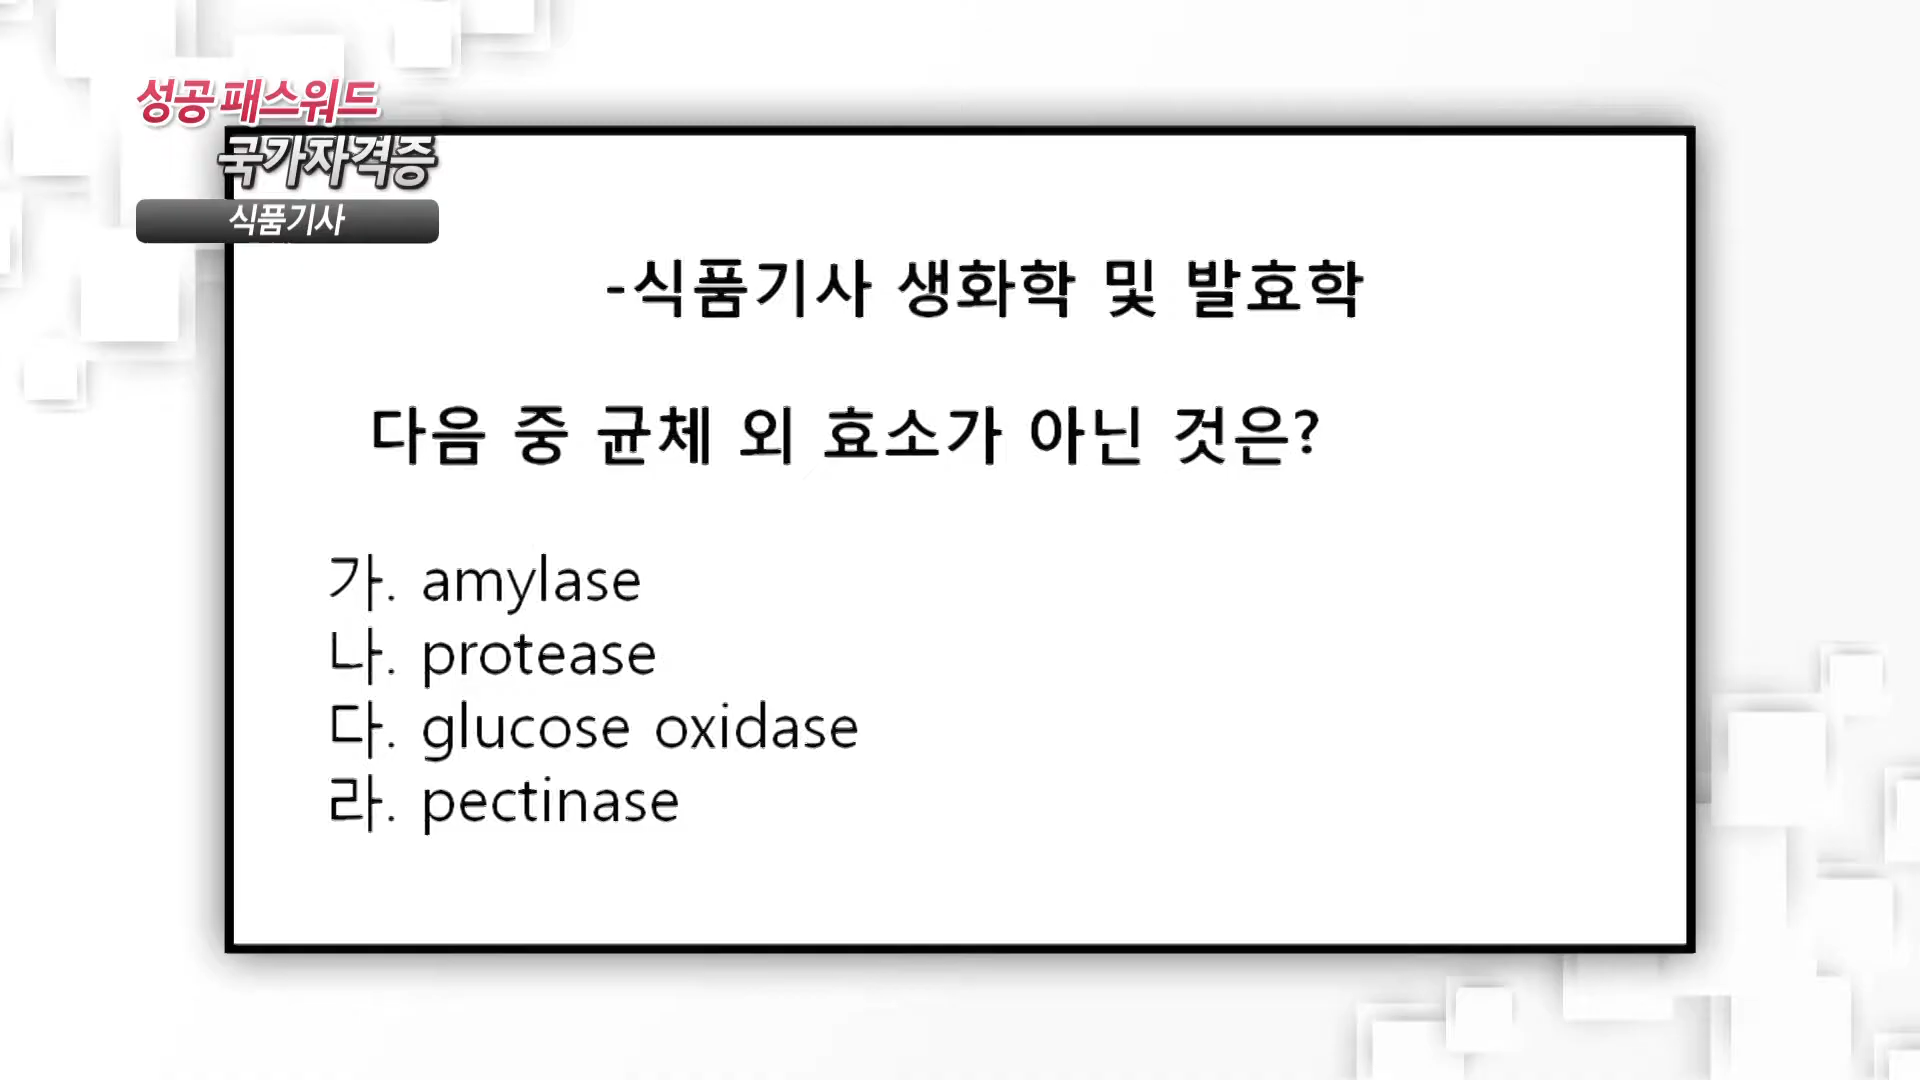 성공 패스워드
국가자격증
식품기사
-식품기사 생화학 및 발효학
다음 중 균체 외 효소가 아닌 것은?
가. amylase
나. protease
다. glucose oxidase
라. pectinase